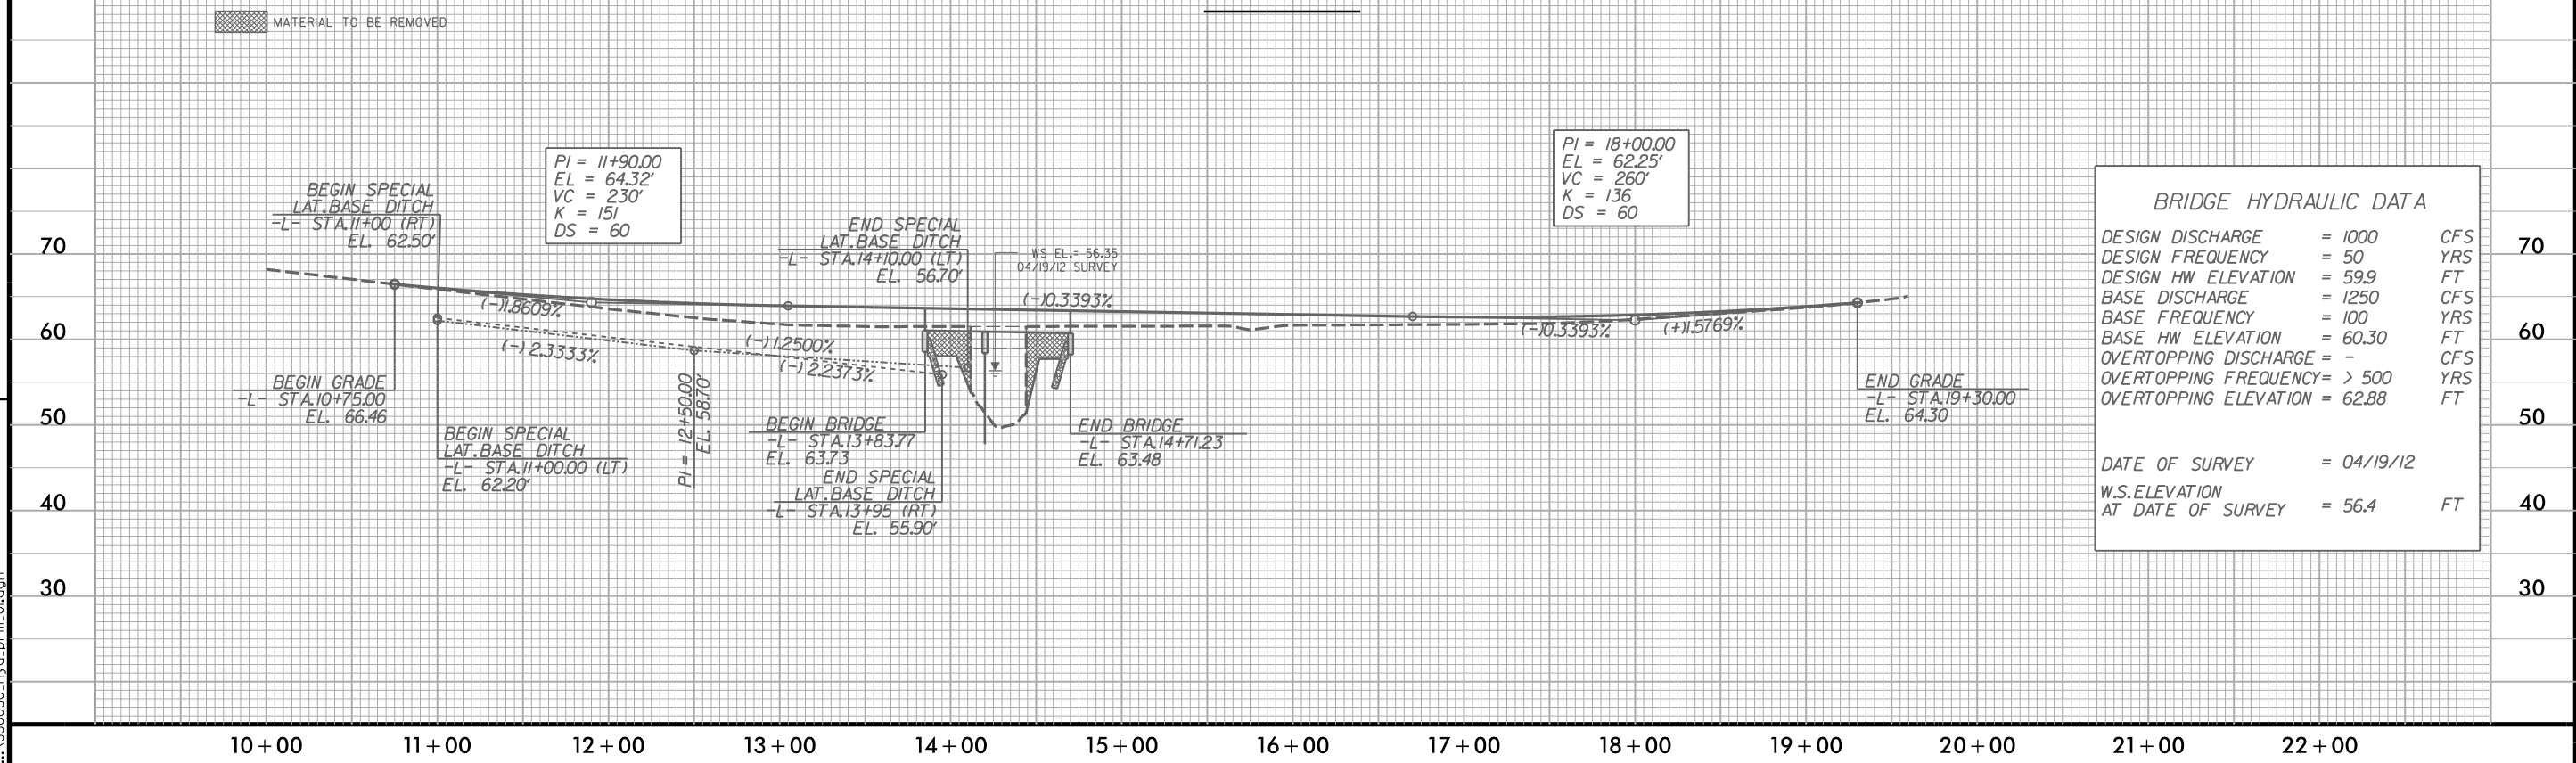 MATERIAL TO BE REMOVED
PI = 11+90.00
EL = 64.32'
VC = 230'
K = 151
DS = 60
PI = 18+00.00
EL = 62.25'
VC = 260'
K = 136
DS = 60
BEGIN SPECIAL
LAT. BASE DITCH
-L- STA.11+00 (RT)
EL. 62.50'
END SPECIAL
LAT. BASE DITCH
-L- STA.14+10.00 (LT)
EL. 56.70'
WS EL.= 56.35
04/19/12 SURVEY
70
60
50
40
30
(-)1.8609%
(-)0.3393%
(-)0.3393%
(+)1.5769%
(-)2.3333%
(-)1.2500%
(-)2.2373%
BEGIN GRADE
-L- STA.10+75.00
EL. 66.46
PI = 12+50.00
EL. 58.70'
BEGIN SPECIAL
LAT. BASE DITCH
-L- STA.11+00.00 (LT)
EL. 62.20'
BEGIN BRIDGE
-L- STA.13+83.77
EL. 63.73
END SPECIAL
LAT. BASE DITCH
-L- STA.13+95 (RT)
EL. 55.90'
END BRIDGE
-L- STA.14+71.23
EL. 63.48
END GRADE
-L- STA.19+30.00
EL. 64.30
BRIDGE HYDRAULIC DATA
DESIGN DISCHARGE = 1000 CFS
DESIGN FREQUENCY = 50 YRS
DESIGN HW ELEVATION = 59.9 FT
BASE DISCHARGE = 1250 CFS
BASE FREQUENCY = 100 YRS
BASE HW ELEVATION = 60.30 FT
OVERTOPPING DISCHARGE = - CFS
OVERTOPPING FREQUENCY= > 500 YRS
OVERTOPPING ELEVATION = 62.88 FT
DATE OF SURVEY = 04/19/12
W.S.ELEVATION
AT DATE OF SURVEY = 56.4 FT
70
60
50
40
30
10+00 11+00 12+00 13+00 14+00 15+00 16+00 17+00 18+00 19+00 20+00 21+00 22+00